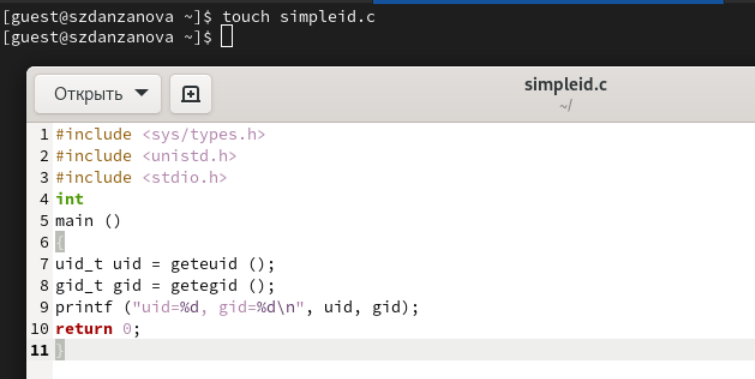 [guest@szdanzanova ~]$ touch simpleid.c
[guest@szdanzanova ~]$
Открыть
simpleid.c
~/
1 #include <sys/types.h>
2 #include <unistd.h>
3 #include <stdio.h>
4 int
5 main ()
6 {
7 uid_t uid = geteuid ();
8 gid_t gid = getegid ();
9 printf ("uid=%d, gid=%d\n", uid, gid);
10 return 0;
11 }